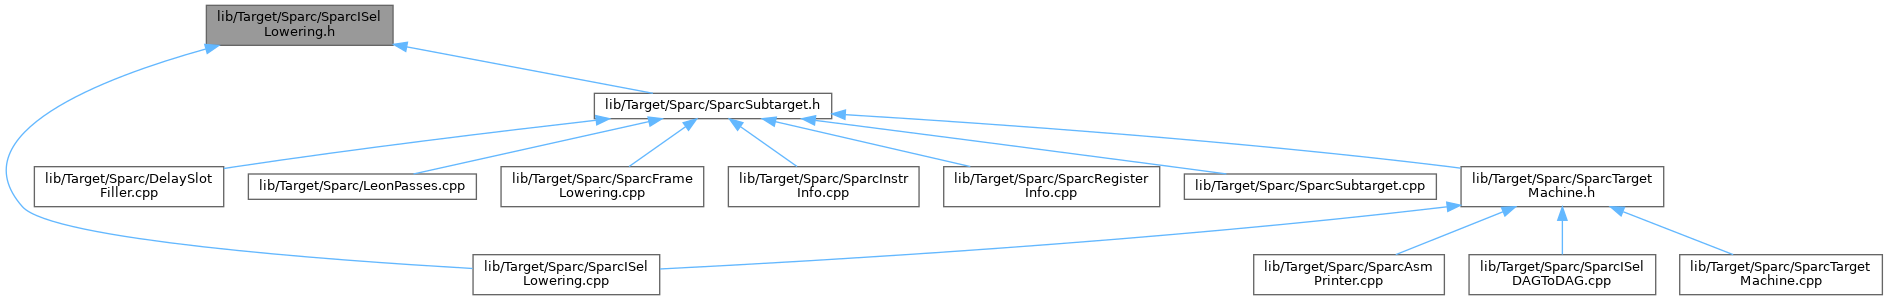 lib/Target/Sparc/SparcISel
Lowering.h
lib/Target/Sparc/SparcSubtarget.h
lib/Target/Sparc/DelaySlot
Filler.cpp
lib/Target/Sparc/LeonPasses.cpp
lib/Target/Sparc/SparcFrame
Lowering.cpp
lib/Target/Sparc/SparcInstr
Info.cpp
lib/Target/Sparc/SparcRegister
Info.cpp
lib/Target/Sparc/SparcSubtarget.cpp
lib/Target/Sparc/SparcTarget
Machine.h
lib/Target/Sparc/SparcISel
Lowering.cpp
lib/Target/Sparc/SparcAsm
Printer.cpp
lib/Target/Sparc/SparcISel
DAGToDAG.cpp
lib/Target/Sparc/SparcTarget
Machine.cpp